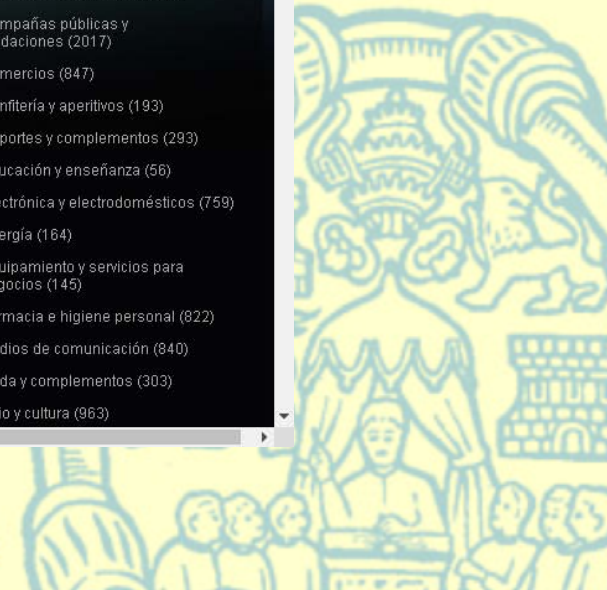 mpañas públicas y
daciones (2017)
mercios (847)
nfitería y aperitivos (193)
portes y complementos (293)
ucación y enseñanza (56)
ectrónica y electrodomésticos (759)
ergía (164)
uipamiento y servicios para
gocios (145)
rmacia e higiene personal (822)
dios de comunicación (840)
da y complementos (303)
io y cultura (963)